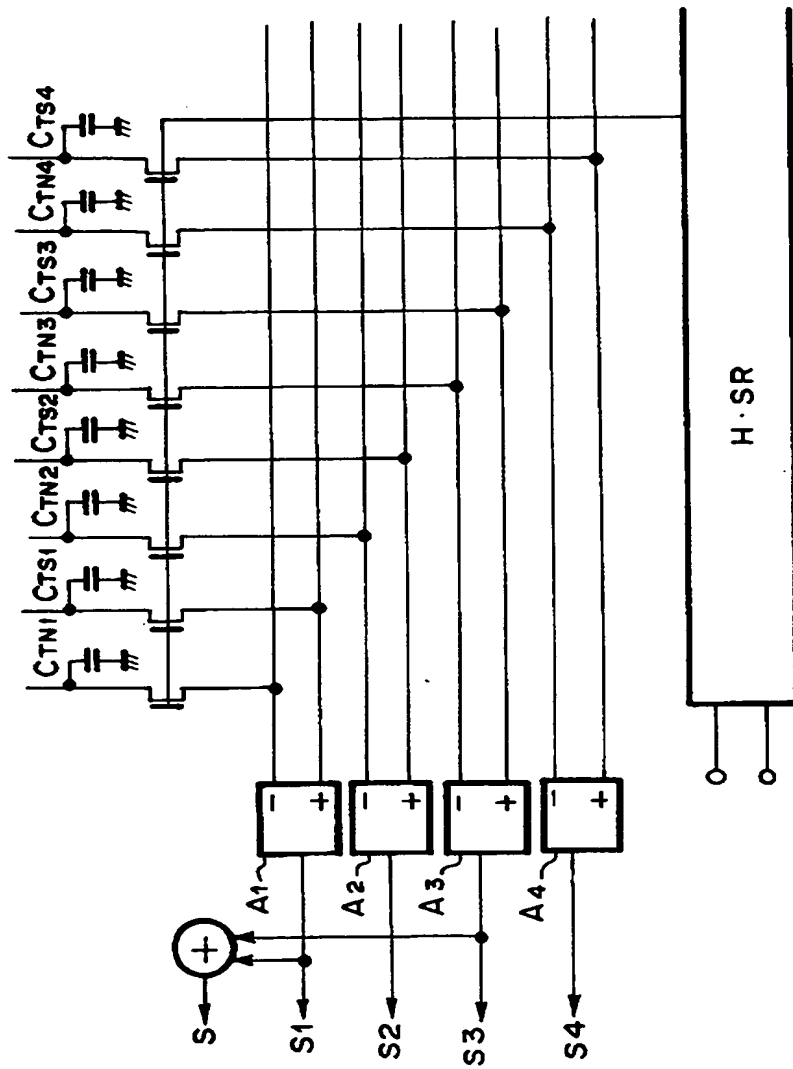 CTN1
CTS1
CTN2
CTS2
CTN3
CTS3
CTN4
CTS4
- +
- +
- +
- +
A1
A2
A3
A4
+
S
S1
S2
S3
S4
H·SR